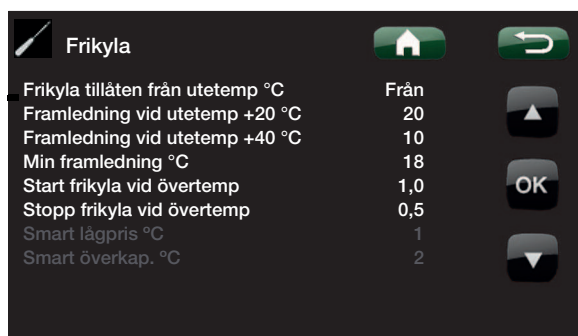 Frikyla
Frikyla tillåten från utetemp °C Från
Framledning vid utetemp +20 °C 20
Framledning vid utetemp +40 °C 10
Min framledning °C 18
Start frikyla vid övertemp 1,0
Stopp frikyla vid övertemp 0,5
Smart lågpris ºC 1
Smart överkap. ºC 2
OK